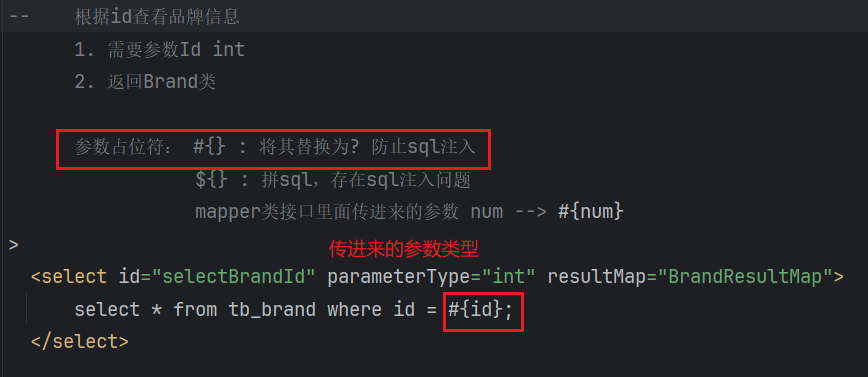 --    根据id查看品牌信息
1. 需要参数Id int
2. 返回Brand类
参数占位符: #{} : 将其替换为? 防止sql注入
${} : 拼sql，存在sql注入问题
mapper类接口里面传进来的参数 num --> #{num}
>
传进来的参数类型
<select id="selectBrandId" parameterType="int" resultMap="BrandResultMap">
select * from tb_brand where id = #{id};
</select>